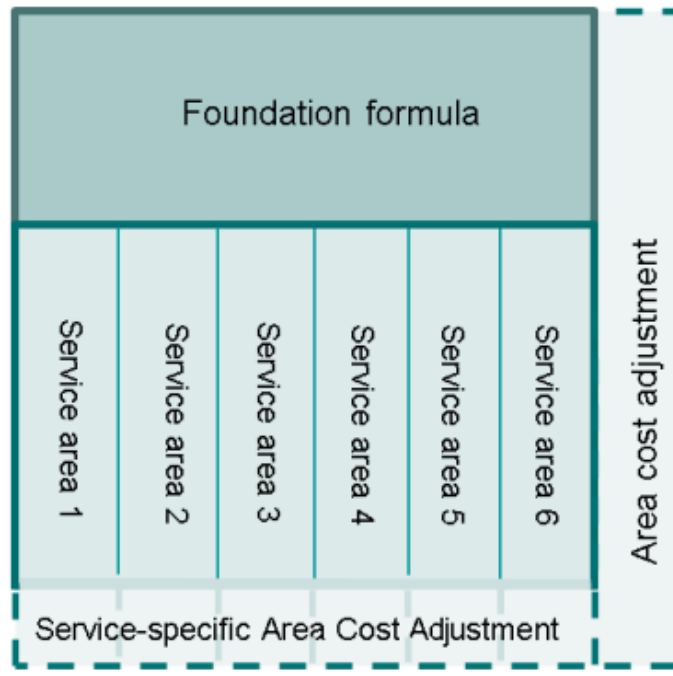 Foundation formula
Service area 1
Service area 2
Service area 3
Service area 4
Service area 5
Service area 6
Service-specific Area Cost Adjustment
Area cost adjustment